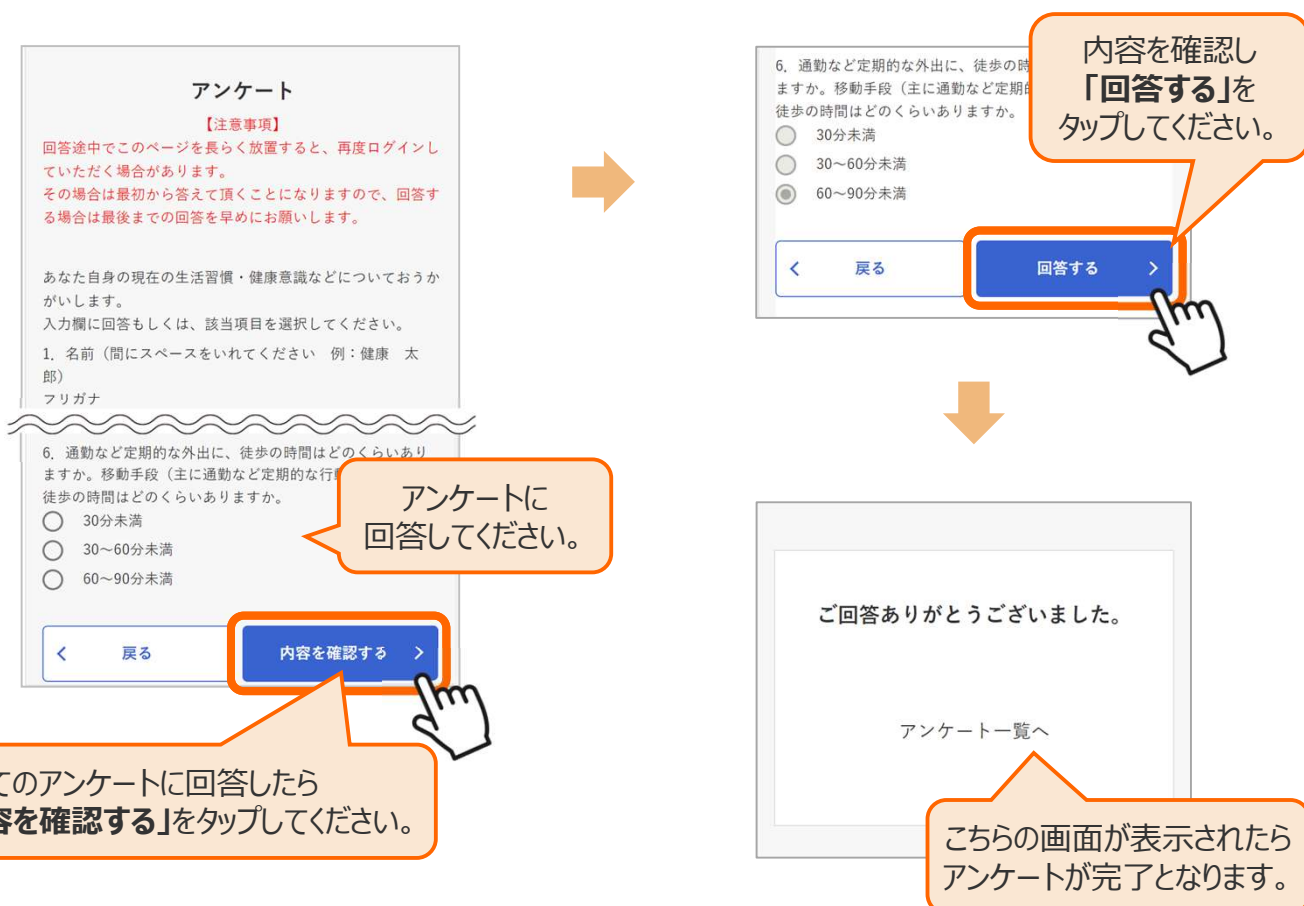 アンケート
【注意事項】
回答途中でこのページを長らく放置すると、再度ログインし
ていただく場合があります。
その場合は最初から答えて頂くことになりますので、回答す
る場合は最後までの回答を早めにお願いします。
あなた自身の現在の生活習慣・健康意識などについておうか
がいします。
入力欄に回答もしくは、該当項目を選択してください。
1. 名前（間にスペースをいれてください　例：健康　太
郎）
フリガナ
6. 通勤など定期的な外出に、徒歩の時間はどのくらいあり
ますか。移動手段（主に通勤など定期的な行
徒歩の時間はどのくらいありますか。
30分未満
30～60分未満
60～90分未満
アンケートに
回答してください。
戻る
内容を確認する
てのアンケートに回答したら
容を確認する」をタップしてください。
6. 通勤など定期的な外出に、徒歩の時
ますか。移動手段（主に通勤など定期
徒歩の時間はどのくらいありますか。
30分未満
30～60分未満
60～90分未満
内容を確認し
「回答する」を
タップしてください。
戻る
回答する
ご回答ありがとうございました。
アンケート一覧へ
こちらの画面が表示されたら
アンケートが完了となります。